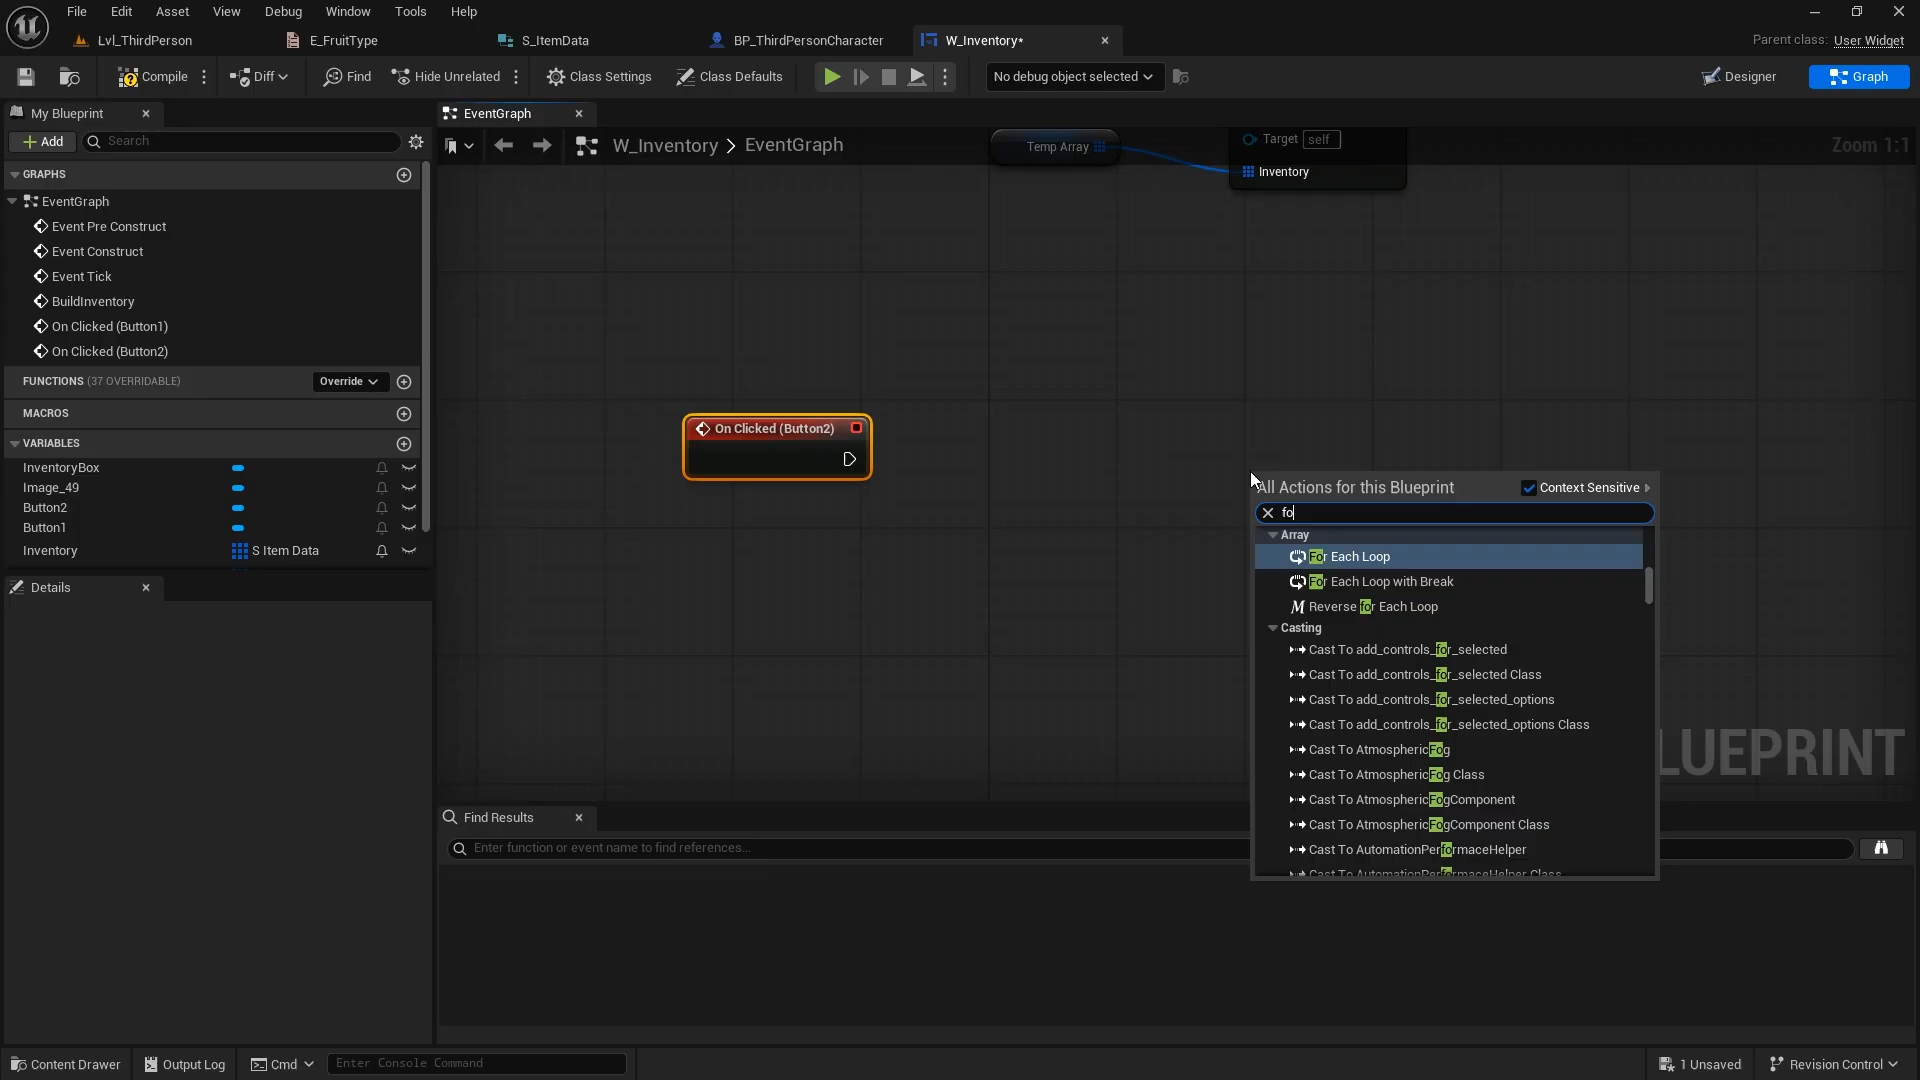 File Edit Asset View Debug Window Tools Help
Lvl_ThirdPerson E_FruitType S_ItemData BP_ThirdPersonCharacter W_Inventory* Parent class: User Widget
Compile Diff Find Hide Unrelated Class Settings Class Defaults No debug object selected Designer Graph
My Blueprint EventGraph
Add Search W_Inventory > EventGraph Temp Array Target self Zoom 1:1
Inventory
GRAPHS
EventGraph
Event Pre Construct
Event Construct
Event Tick
BuildInventory
On Clicked (Button1)
On Clicked (Button2)
FUNCTIONS (37 OVERRIDABLE) Override
MACROS
VARIABLES
InventoryBox
Image_49
Button2
Button1
Inventory S Item Data
Details
On Clicked (Button2)
All Actions for this Blueprint Context Sensitive
fo
Array
For Each Loop
For Each Loop with Break
Reverse for Each Loop
Casting
Cast To add_controls_for_selected
Cast To add_controls_for_selected Class
Cast To add_controls_for_selected_options
Cast To add_controls_for_selected_options Class
Cast To AtmosphericFog
Cast To AtmosphericFog Class
Cast To AtmosphericFogComponent
Cast To AtmosphericFogComponent Class
Cast To AutomationPerformaceHelper
Cast To AutomationPerformaceHelper Class
LUEPRINT
Find Results
Enter function or event name to find references...
Content Drawer Output Log Cmd Enter Console Command 1 Unsaved Revision Control